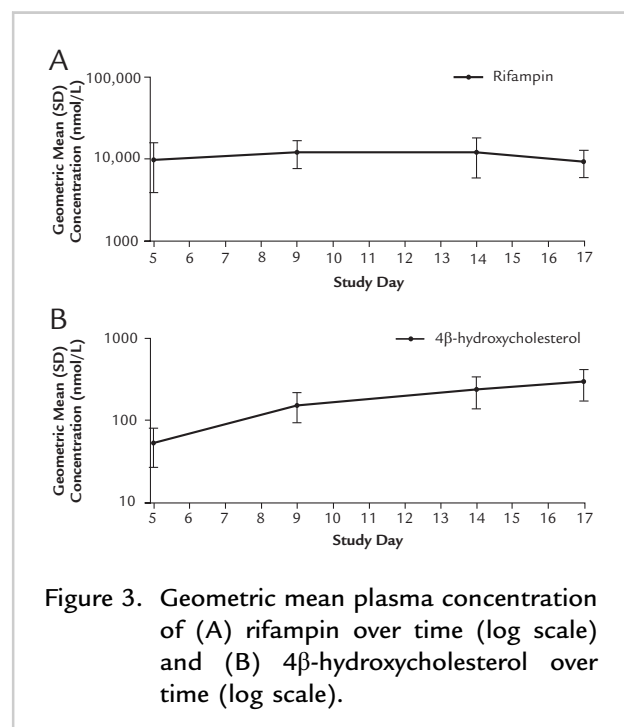 A
100,000
10,000
1000
Geometric Mean (SD)
Concentration (nmol/L)
Rifampin
5 6 7 8 9 10 11 12 13 14 15 16 17
Study Day
B
1000
100
10
Geometric Mean (SD)
Concentration (nmol/L)
4β-hydroxycholesterol
5 6 7 8 9 10 11 12 13 14 15 16 17
Study Day
Figure 3. Geometric mean plasma concentration
of (A) rifampin over time (log scale)
and (B) 4β-hydroxycholesterol over
time (log scale).